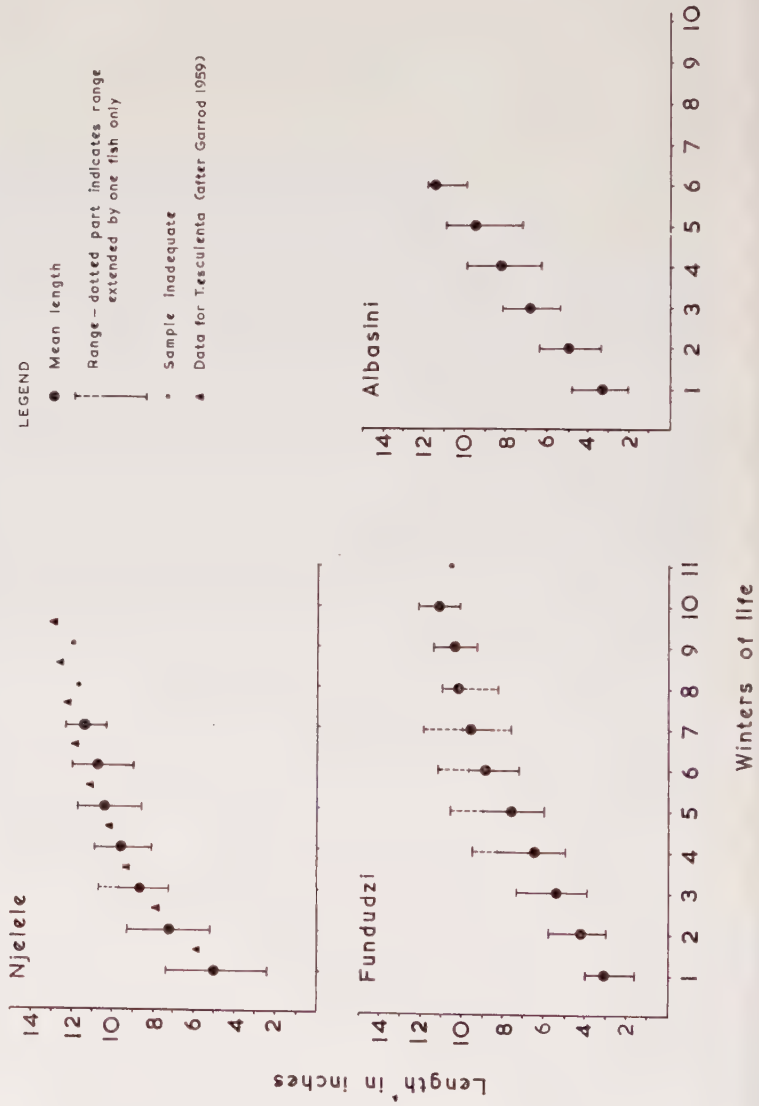 LEGEND
Mean length
Range-dotted part indicates range
extended by one fish only
Sample inadequate
Data for T.esculenta (after Garrod 1959)
Njelele
14
12
10
8
6
4
2
Fundudzi
14
12
10
8
6
4
2
1 2 3 4 5 6 7 8 9 10 11
Albasini
14
12
10
8
6
4
2
1 2 3 4 5 6 7 8 9 10
Length in inches
Winters of life